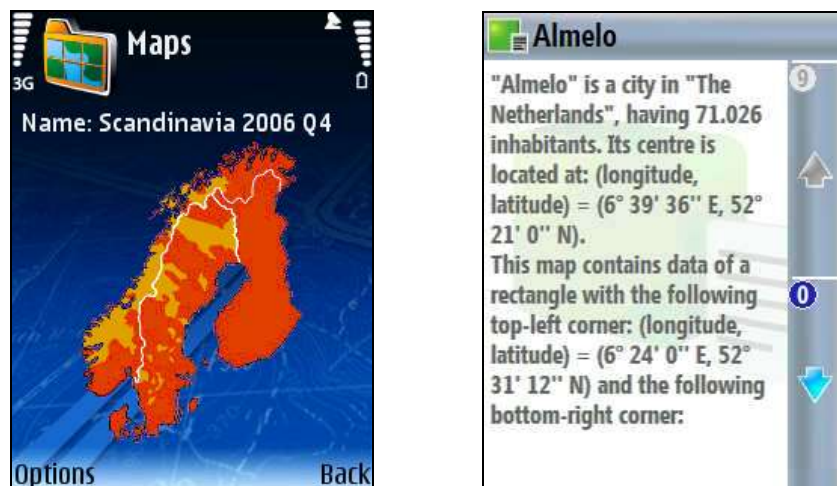 Maps
3G
Name: Scandinavia 2006 Q4
Options
Back
Almelo
"Almelo" is a city in "The
Netherlands", having 71.026
inhabitants. Its centre is
located at: (longitude,
latitude) = (6° 39' 36'' E, 52°
21' 0'' N).
This map contains data of a
rectangle with the following
top-left corner: (longitude,
latitude) = (6° 24' 0'' E, 52°
31' 12'' N) and the following
bottom-right corner:
9
0